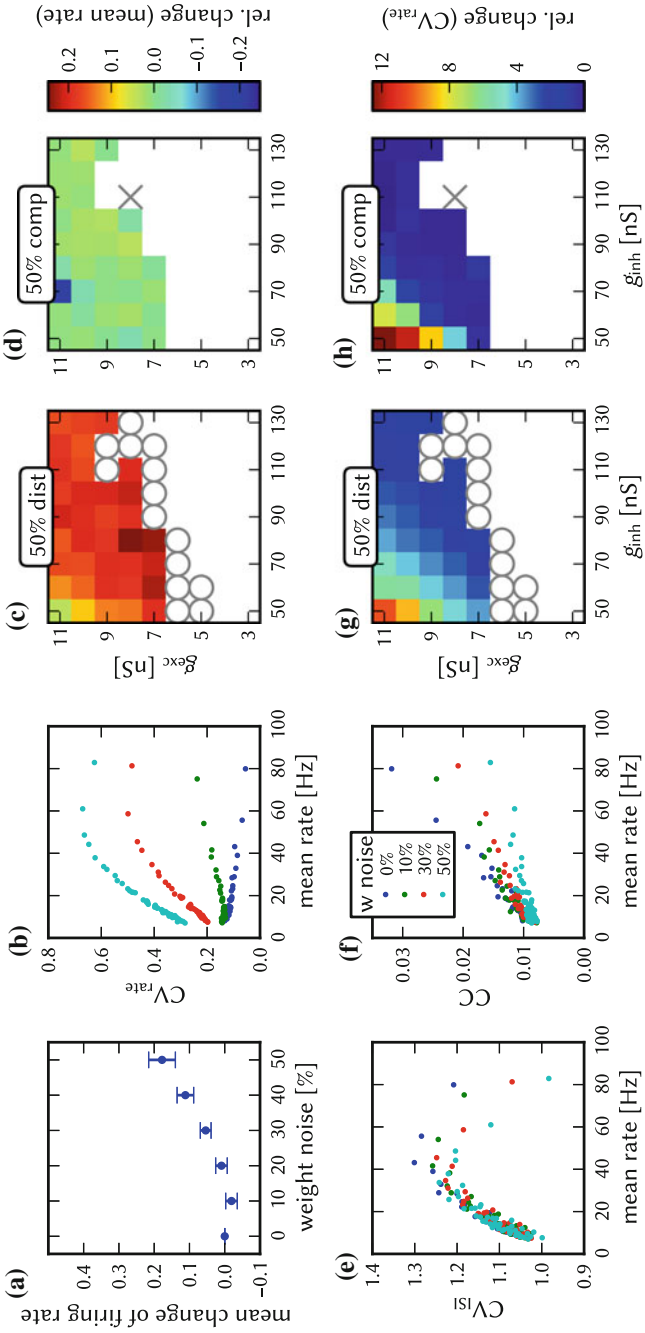 (a)
mean change of firing rate
0.4
0.3
0.2
0.1
0.0
−0.1
0 10 20 30 40 50
weight noise [%]
(b)
CVrate
0.8
0.6
0.4
0.2
0.0
0 20 40 60 80 100
mean rate [Hz]
(c)
50% dist
gexc [nS]
11
9
7
5
3
50 70 90 110 130
(d)
50% comp
11
9
7
5
3
50 70 90 110 130
0.2
0.1
0.0
−0.1
−0.2
rel. change (mean rate)
(e)
CVISI
1.4
1.3
1.2
1.1
1.0
0.9
0 20 40 60 80 100
mean rate [Hz]
(f)
CC
0.03
0.02
0.01
0.00
w noise
0%
10%
30%
50%
0 20 40 60 80 100
mean rate [Hz]
(g)
50% dist
gexc [nS]
11
9
7
5
3
50 70 90 110 130
ginh [nS]
(h)
50% comp
11
9
7
5
3
50 70 90 110 130
ginh [nS]
12
8
4
0
rel. change (CVrate)